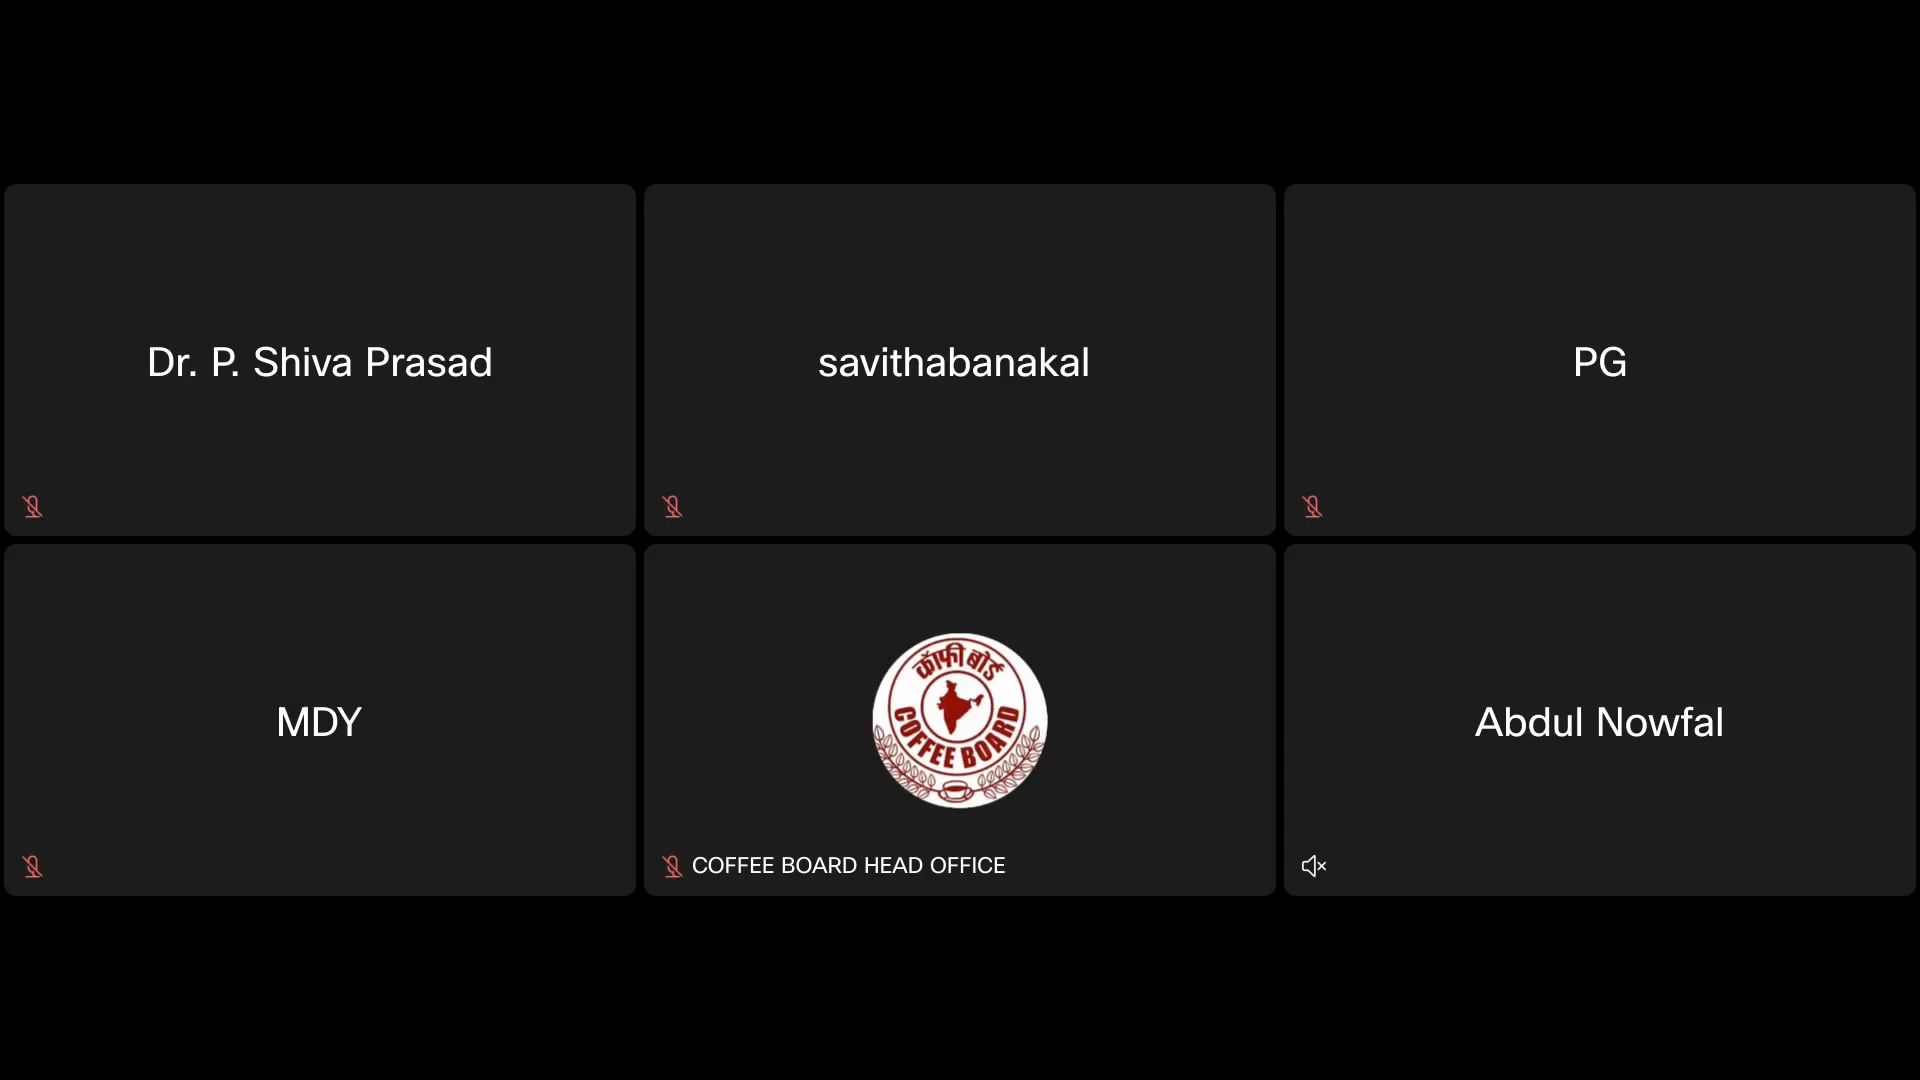 Dr. P. Shiva Prasad
savithabanakal
PG
MDY
कॉफी बोर्ड
COFFEE BOARD
COFFEE BOARD HEAD OFFICE
Abdul Nowfal